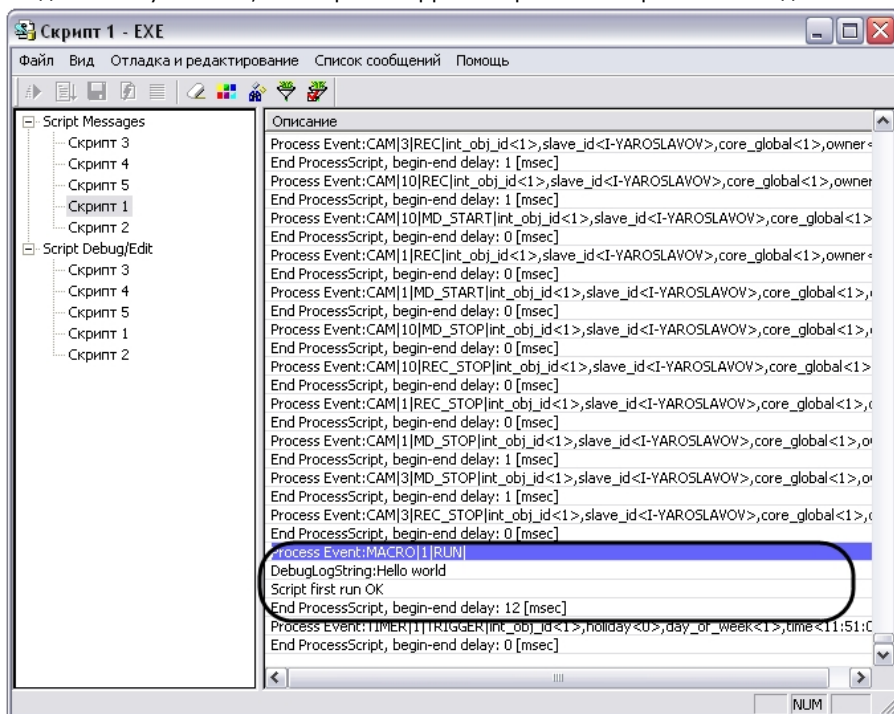 Скрипт 1 - EXE
Файл Вид Отладка и редактирование Список сообщений Помощь
Script Messages
Скрипт 3
Скрипт 4
Скрипт 5
Скрипт 1
Скрипт 2
Script Debug/Edit
Скрипт 3
Скрипт 4
Скрипт 5
Скрипт 1
Скрипт 2
Описание
Process Event:CAM|3|REC|int_obj_id<1>,slave_id<I-YAROSLAVOV>,core_global<1>,owner<
End ProcessScript, begin-end delay: 1 [msec]
Process Event:CAM|10|REC|int_obj_id<1>,slave_id<I-YAROSLAVOV>,core_global<1>,owner
End ProcessScript, begin-end delay: 1 [msec]
Process Event:CAM|10|MD_START|int_obj_id<1>,slave_id<I-YAROSLAVOV>,core_global<1>
End ProcessScript, begin-end delay: 0 [msec]
Process Event:CAM|1|REC|int_obj_id<1>,slave_id<I-YAROSLAVOV>,core_global<1>,owner<
End ProcessScript, begin-end delay: 0 [msec]
Process Event:CAM|1|MD_START|int_obj_id<1>,slave_id<I-YAROSLAVOV>,core_global<1>,
End ProcessScript, begin-end delay: 0 [msec]
Process Event:CAM|10|MD_STOP|int_obj_id<1>,slave_id<I-YAROSLAVOV>,core_global<1>,
End ProcessScript, begin-end delay: 0 [msec]
Process Event:CAM|10|REC_STOP|int_obj_id<1>,slave_id<I-YAROSLAVOV>,core_global<1>
End ProcessScript, begin-end delay: 0 [msec]
Process Event:CAM|1|REC_STOP|int_obj_id<1>,slave_id<I-YAROSLAVOV>,core_global<1>,
End ProcessScript, begin-end delay: 0 [msec]
Process Event:CAM|1|MD_STOP|int_obj_id<1>,slave_id<I-YAROSLAVOV>,core_global<1>,
End ProcessScript, begin-end delay: 1 [msec]
Process Event:CAM|3|MD_STOP|int_obj_id<1>,slave_id<I-YAROSLAVOV>,core_global<1>,
End ProcessScript, begin-end delay: 1 [msec]
Process Event:CAM|3|REC_STOP|int_obj_id<1>,slave_id<I-YAROSLAVOV>,core_global<1>,
End ProcessScript, begin-end delay: 0 [msec]
Process Event:MACRO|1|RUN|
DebugLogString:Hello world
Script first run OK
End ProcessScript, begin-end delay: 12 [msec]
Process Event:TIMER|1|TRIGGER|int_obj_id<1>,holiday<0>,day_of_week<1>,time<11:51:0
End ProcessScript, begin-end delay: 0 [msec]
NUM